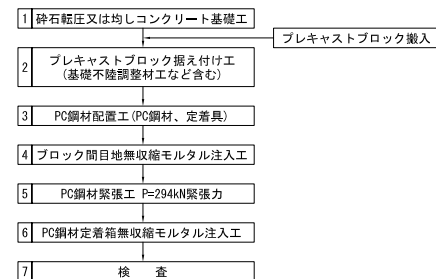 1 砕石転圧又は均しコンクリート基礎工
プレキャストブロック搬入
2 プレキャストブロック据え付け工
(基礎不陸調整材工など含む)
3 PC鋼材配置工(PC鋼材、定着具)
4 ブロック間目地無収縮モルタル注入工
5 PC鋼材緊張工 P=294kN緊張力
6 PC鋼材定着箱無収縮モルタル注入工
7 検 査